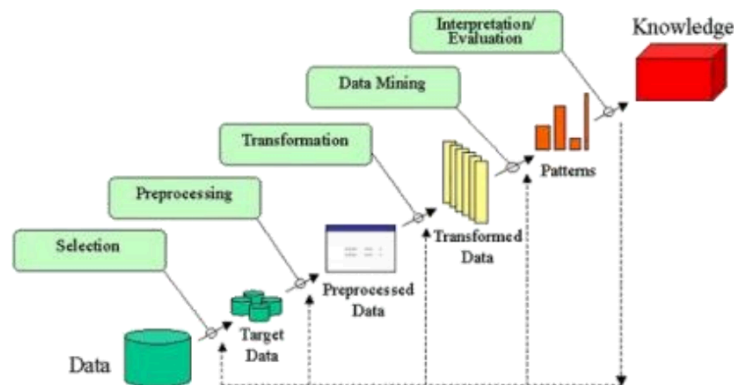 Interpretation/
Evaluation
Knowledge
Data Mining
Transformation
Patterns
Preprocessing
Transformed
Data
Selection
Preprocessed
Data
Target
Data
Data